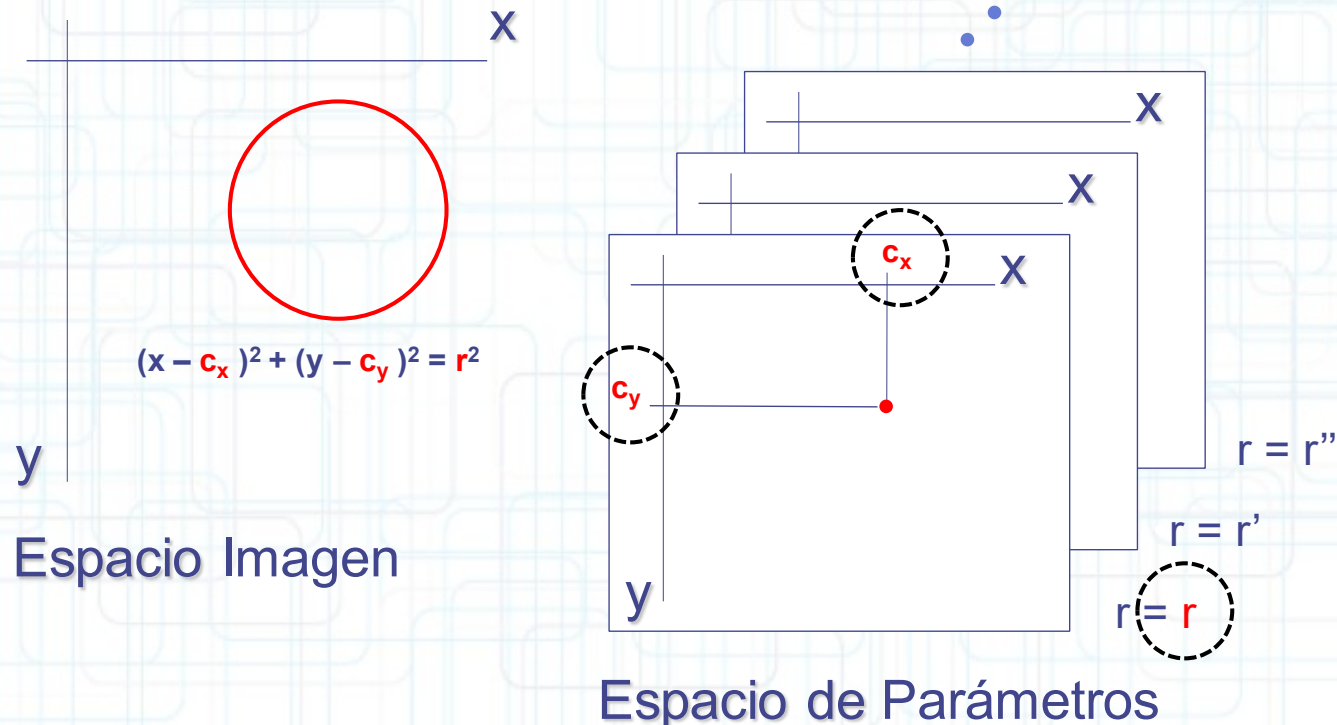 x
(x – cx )² + (y – cy )² = r²
y
Espacio Imagen
x
x
cx
x
cy
y
r = r”
r = r’
r = r
Espacio de Parámetros